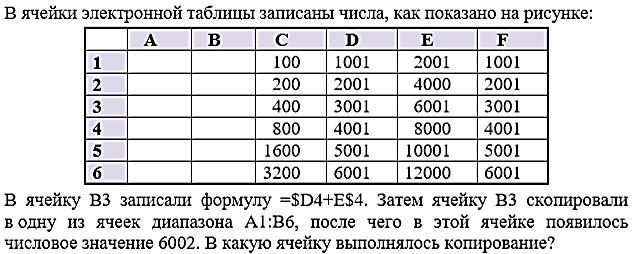 В ячейки электронной таблицы записаны числа, как показано на рисунке:
A B C D E F
1 100 1001 2001 1001
2 200 2001 4000 2001
3 400 3001 6001 3001
4 800 4001 8000 4001
5 1600 5001 10001 5001
6 3200 6001 12000 6001
В ячейку B3 записали формулу =$D4+E$4. Затем ячейку B3 скопировали
в одну из ячеек диапазона A1:B6, после чего в этой ячейке появилось
числовое значение 6002. В какую ячейку выполнялось копирование?